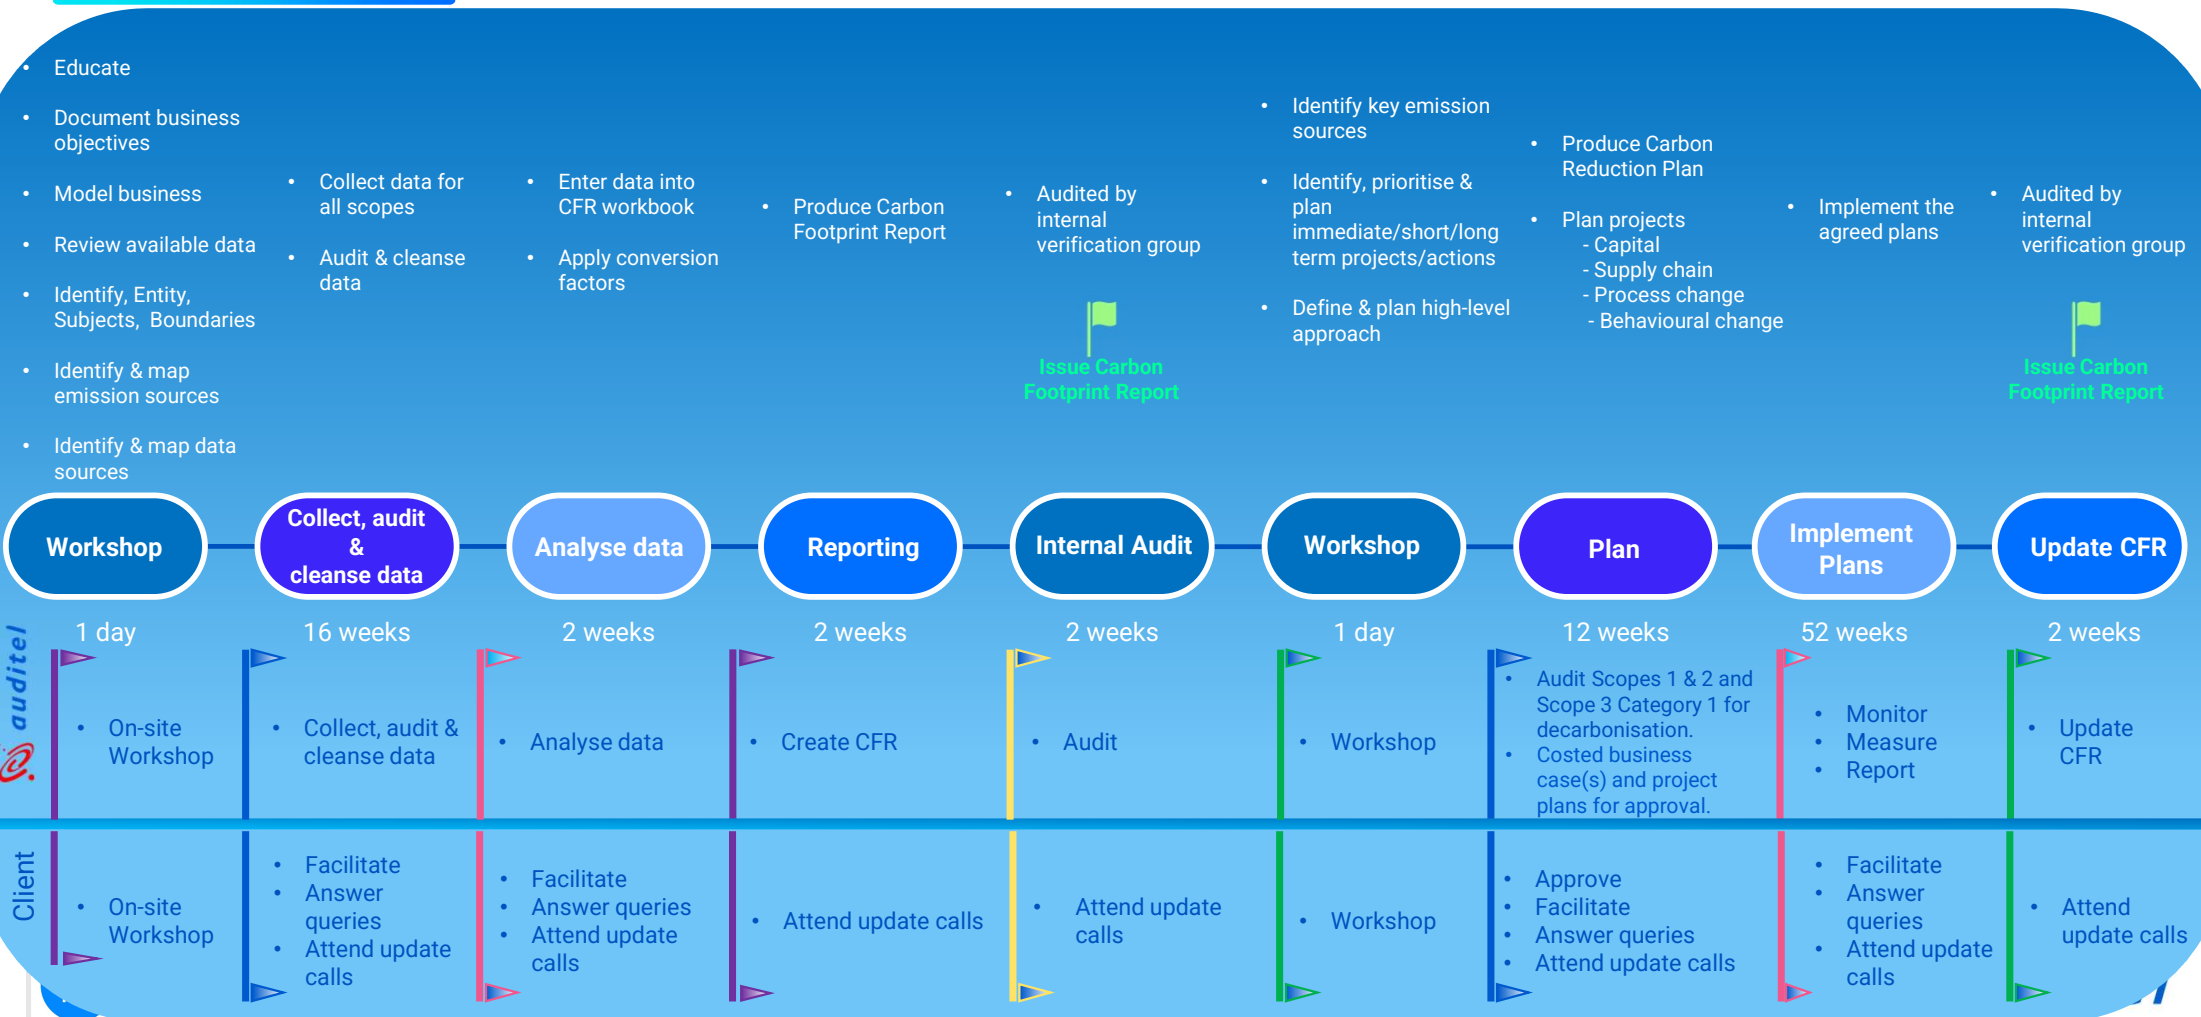 • Educate
• Document business
objectives
• Model business
• Review available data
• Identify, Entity,
Subjects, Boundaries
• Identify & map
emission sources
• Identify & map data
sources
• Collect data for
all scopes
• Audit & cleanse
data
• Enter data into
CFR workbook
• Apply conversion
factors
• Produce Carbon
Footprint Report
• Audited by
internal
verification group
Issue Carbon
Footprint Report
• Identify key emission
sources
• Identify, prioritise &
plan
immediate/short/long
term projects/actions
• Define & plan high-level
approach
• Produce Carbon
Reduction Plan
• Plan projects
- Capital
- Supply chain
- Process change
- Behavioural change
• Implement the
agreed plans
• Audited by
internal
verification group
Issue Carbon
Footprint Report
Workshop
Collect, audit
&
cleanse data
Analyse data
Reporting
Internal Audit
Workshop
Plan
Implement
Plans
Update CFR
1 day
16 weeks
2 weeks
2 weeks
2 weeks
1 day
12 weeks
52 weeks
2 weeks
auditel
• On-site
Workshop
• Collect, audit &
cleanse data
• Analyse data
• Create CFR
• Audit
• Workshop
• Audit Scopes 1 & 2 and
Scope 3 Category 1 for
decarbonisation.
• Costed business
case(s) and project
plans for approval.
• Monitor
• Measure
• Report
• Update
CFR
Client
• On-site
Workshop
• Facilitate
• Answer
queries
• Attend update
calls
• Facilitate
• Answer queries
• Attend update
calls
• Attend update calls
• Attend update
calls
• Workshop
• Approve
• Facilitate
• Answer queries
• Attend update calls
• Facilitate
• Answer
queries
• Attend update
calls
• Attend
update calls